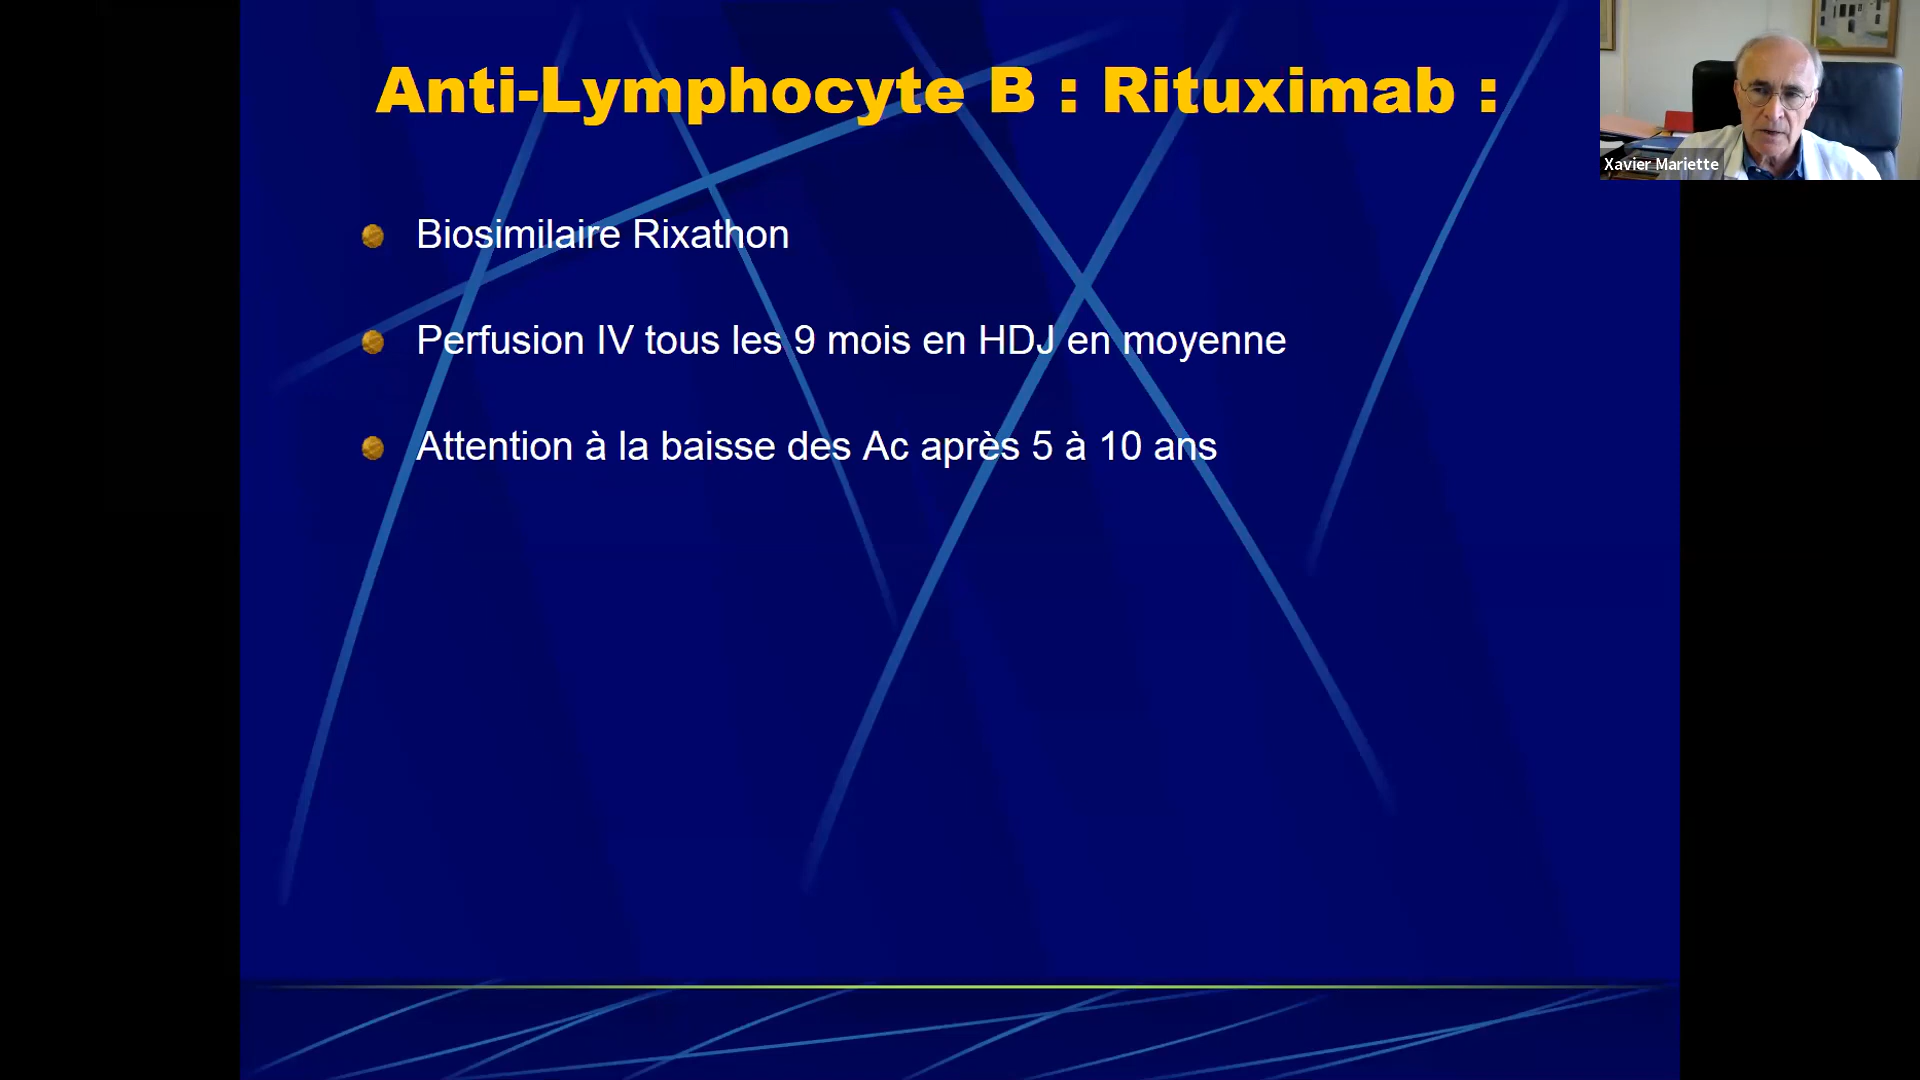 Anti-Lymphocyte B : Rituximab :
Xavier Mariette
Biosimilaire Rixathon
Perfusion IV tous les 9 mois en HDJ en moyenne
Attention à la baisse des Ac après 5 à 10 ans